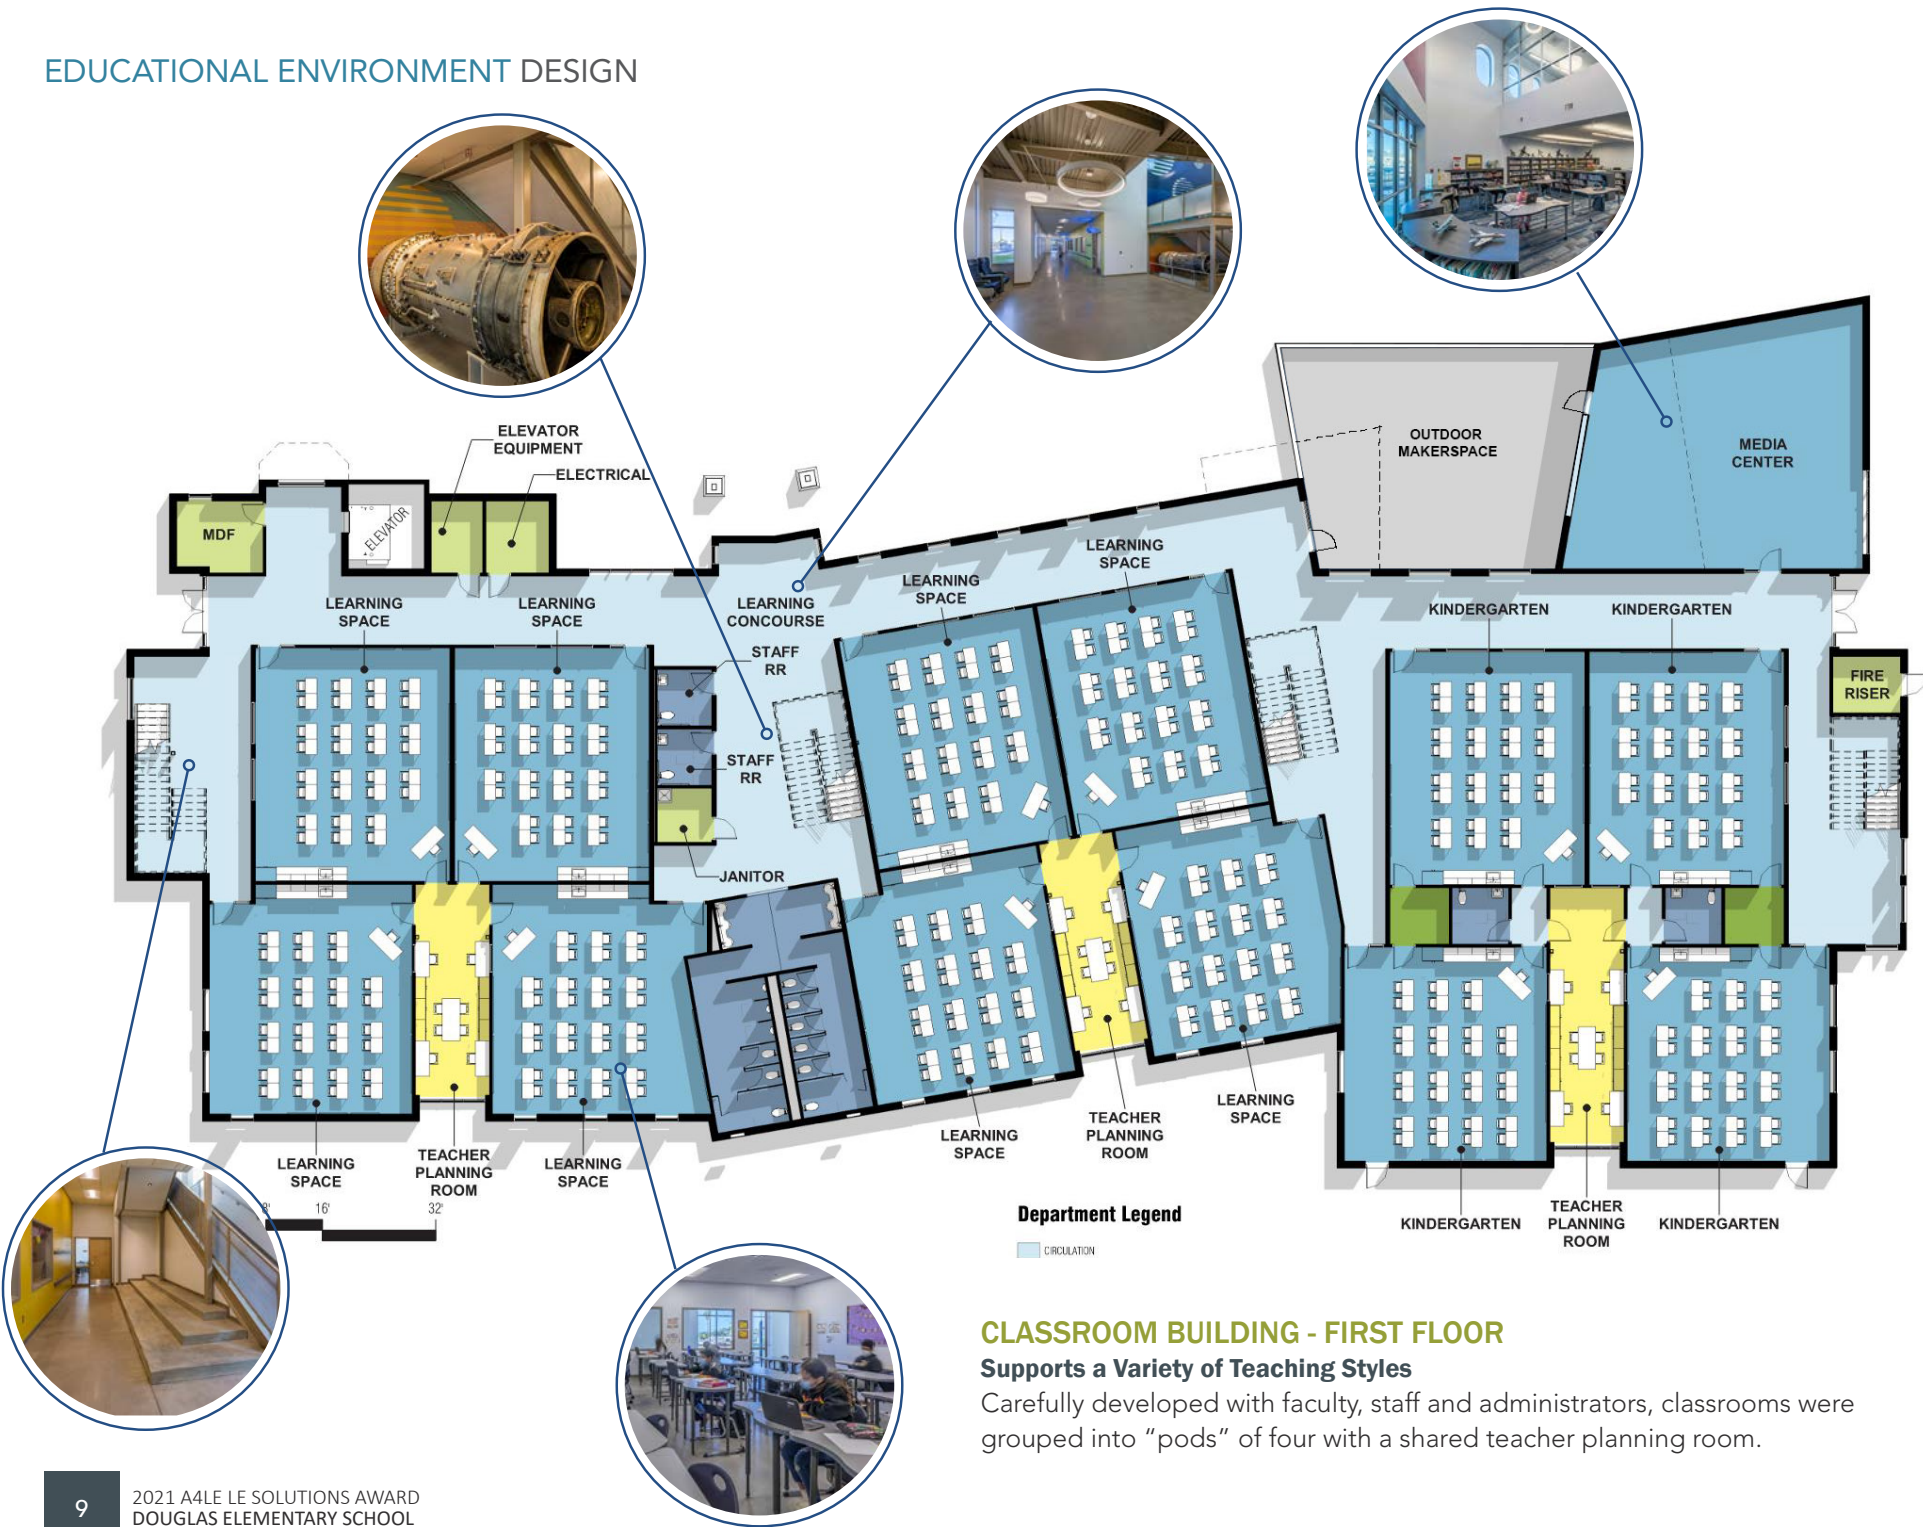 EDUCATIONAL ENVIRONMENT DESIGN
ELEVATOR
EQUIPMENT
ELECTRICAL
OUTDOOR
MAKERSPACE
MEDIA
CENTER
MDF
ELEVATOR
LEARNING
SPACE
LEARNING
SPACE
LEARNING
CONCOURSE
LEARNING
SPACE
LEARNING
SPACE
KINDERGARTEN
KINDERGARTEN
STAFF
RR
FIRE
RISER
STAFF
RR
JANITOR
LEARNING
SPACE
TEACHER
PLANNING
ROOM
LEARNING
SPACE
LEARNING
SPACE
TEACHER
PLANNING
ROOM
LEARNING
SPACE
KINDERGARTEN
TEACHER
PLANNING
ROOM
KINDERGARTEN
8' 16' 32'
Department Legend
CIRCULATION
CLASSROOM BUILDING - FIRST FLOOR
Supports a Variety of Teaching Styles
Carefully developed with faculty, staff and administrators, classrooms were
grouped into “pods” of four with a shared teacher planning room.
9
2021 A4LE LE SOLUTIONS AWARD
DOUGLAS ELEMENTARY SCHOOL